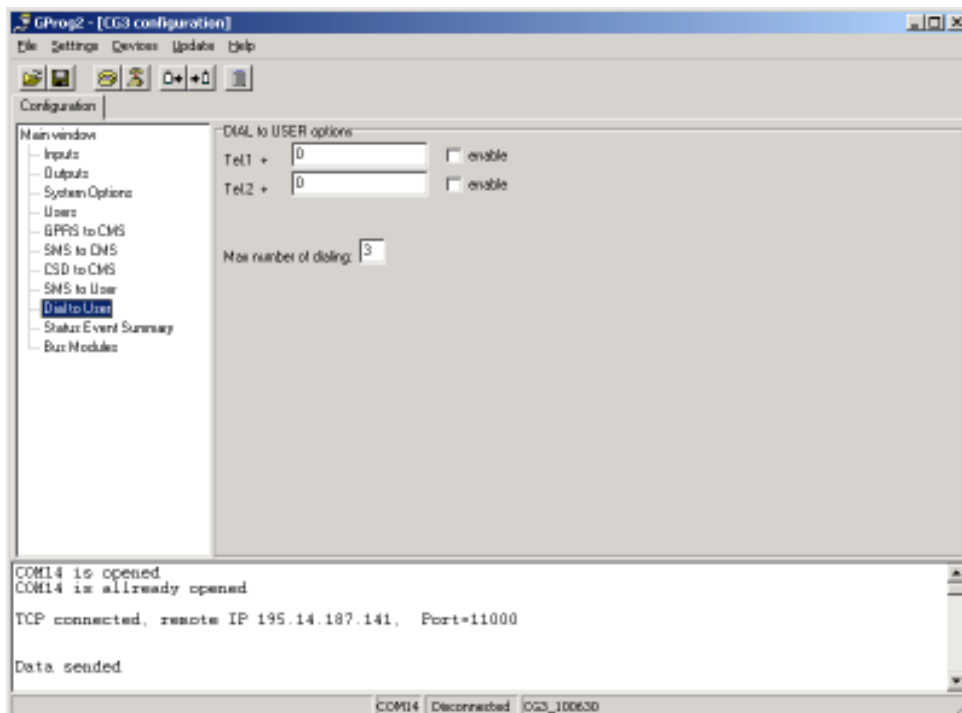 GProg2 - [CG3 configuration]
File Settings Devices Update Help
Configuration
Main window
Inputs
Outputs
System Options
Users
GPRS to CMS
SMS to CMS
CSD to CMS
SMS to User
Dial to User
Status Event Summary
Bus Modules
DIAL to USER options
Tel.1 + 0 enable
Tel.2 + 0 enable
Max number of dialing: 3
COM14 is opened
COM14 is allready opened
TCP connected, remote IP 195.14.187.141, Port=11000
Data sended
COM14 Disconnected CG3_100630